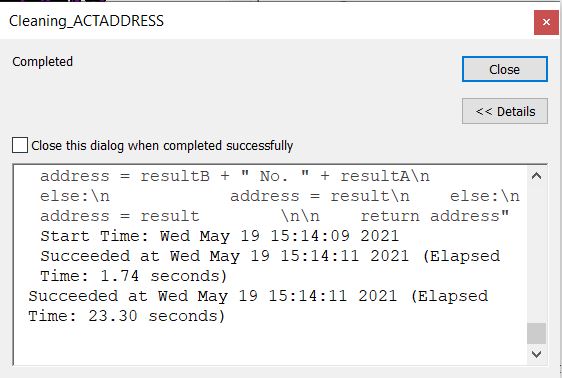 Cleaning_ACTADDRESS
Completed
Close
<< Details
Close this dialog when completed successfully
address = resultB + " No. " + resultA\n
else:\n           address = result\n    else:\n
address = result        \n\n    return address"
Start Time: Wed May 19 15:14:09 2021
Succeeded at Wed May 19 15:14:11 2021 (Elapsed
Time: 1.74 seconds)
Succeeded at Wed May 19 15:14:11 2021 (Elapsed
Time: 23.30 seconds)